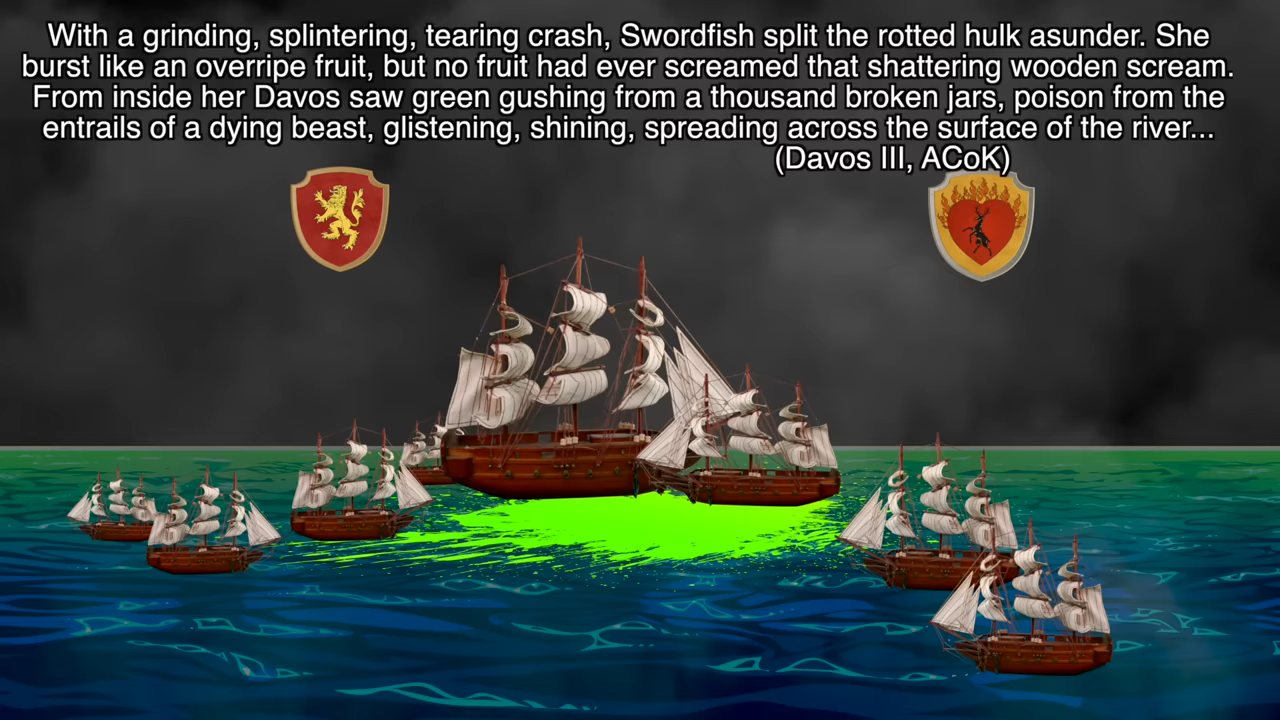 With a grinding, splintering, tearing crash, Swordfish split the rotted hulk asunder. She
burst like an overripe fruit, but no fruit had ever screamed that shattering wooden scream.
From inside her Davos saw green gushing from a thousand broken jars, poison from the
entrails of a dying beast, glistening, shining, spreading across the surface of the river...
(Davos III, ACoK)